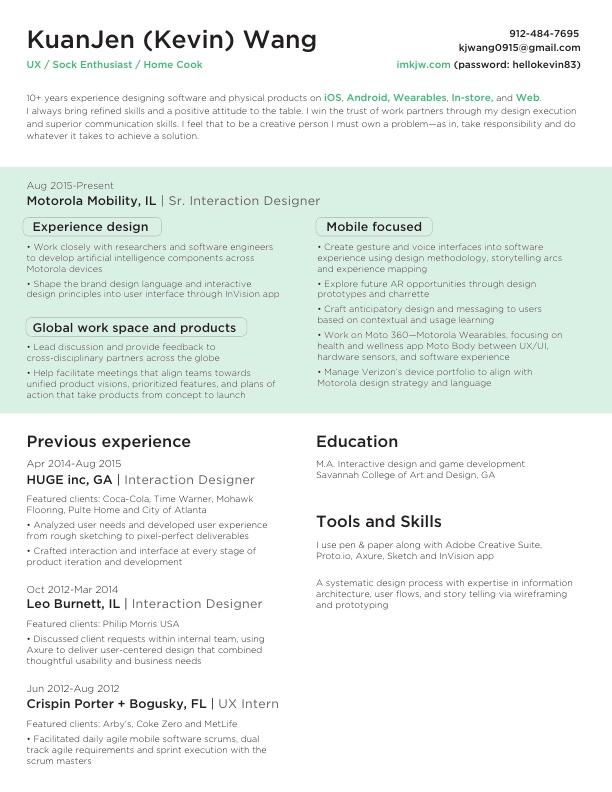 KuanJen (Kevin) Wang
912-484-7695
kjwang0915@gmail.com
UX / Sock Enthusiast / Home Cook
imkjw.com (password: hellokevin83)
10+ years experience designing software and physical products on iOS, Android, Wearables, In-store, and Web.
I always bring refined skills and a positive attitude to the table. I win the trust of work partners through my design execution
and superior communication skills. I feel that to be a creative person I must own a problem—as in, take responsibility and do
whatever it takes to achieve a solution.
Aug 2015-Present
Motorola Mobility, IL | Sr. Interaction Designer
Experience design
• Work closely with researchers and software engineers
to develop artificial intelligence components across
Motorola devices
• Shape the brand design language and interactive
design principles into user interface through InVision app
Global work space and products
• Lead discussion and provide feedback to
cross-disciplinary partners across the globe
• Help facilitate meetings that align teams towards
unified product visions, prioritized features, and plans of
action that take products from concept to launch
Mobile focused
• Create gesture and voice interfaces into software
experience using design methodology, storytelling arcs
and experience mapping
• Explore future AR opportunities through design
prototypes and charrette
• Craft anticipatory design and messaging to users
based on contextual and usage learning
• Work on Moto 360—Motorola Wearables, focusing on
health and wellness app Moto Body between UX/UI,
hardware sensors, and software experience
• Manage Verizon's device portfolio to align with
Motorola design strategy and language
Previous experience
Apr 2014-Aug 2015
HUGE inc, GA | Interaction Designer
Featured clients: Coca-Cola, Time Warner, Mohawk
Flooring, Pulte Home and City of Atlanta
• Analyzed user needs and developed user experience
from rough sketching to pixel-perfect deliverables
• Crafted interaction and interface at every stage of
product iteration and development
Oct 2012-Mar 2014
Leo Burnett, IL | Interaction Designer
Featured clients: Philip Morris USA
• Discussed client requests within internal team, using
Axure to deliver user-centered design that combined
thoughtful usability and business needs
Jun 2012-Aug 2012
Crispin Porter + Bogusky, FL | UX Intern
Featured clients: Arby's, Coke Zero and MetLife
• Facilitated daily agile mobile software scrums, dual
track agile requirements and sprint execution with the
scrum masters
Education
M.A. Interactive design and game development
Savannah College of Art and Design, GA
Tools and Skills
I use pen & paper along with Adobe Creative Suite,
Proto.io, Axure, Sketch and InVision app
A systematic design process with expertise in information
architecture, user flows, and story telling via wireframing
and prototyping